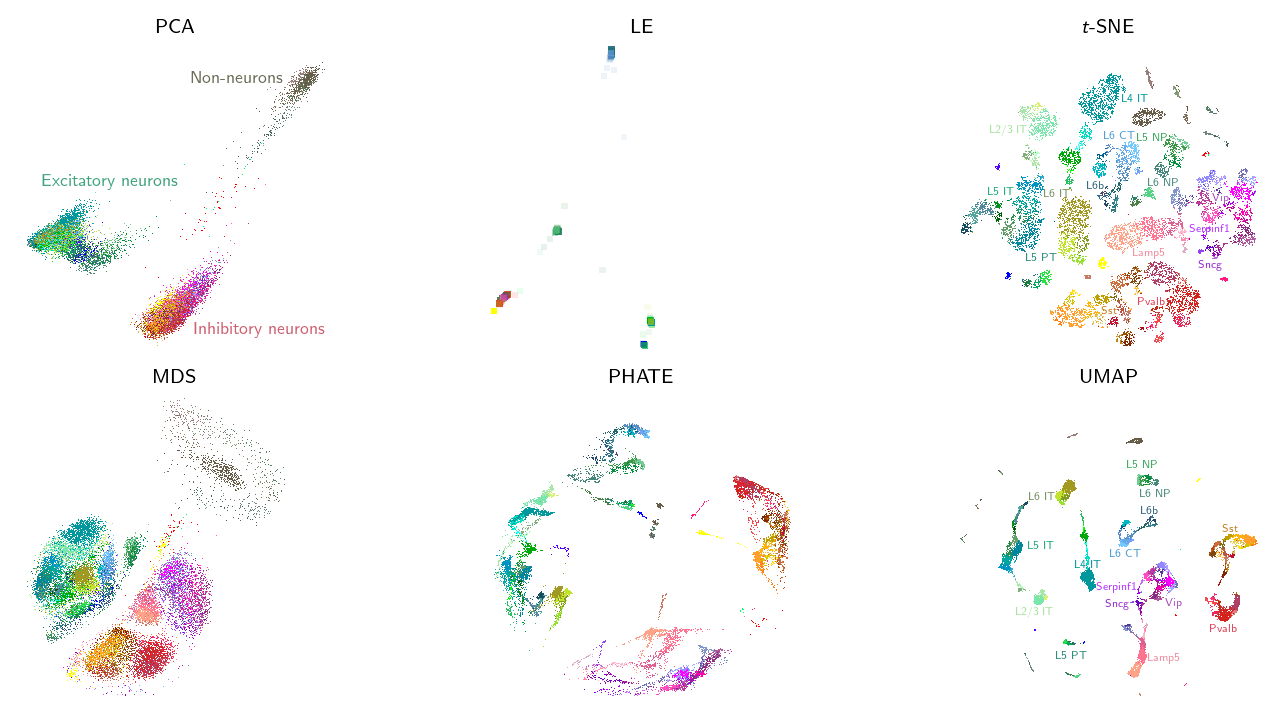 PCA
LE
t-SNE
Non-neurons
Excitatory neurons
Inhibitory neurons
L4 IT
L2/3 IT
L6 CT
L5 NP
L6b
L6 NP
L5 IT
L6 IT
Vip
Serpinf1
Lamp5
Sncg
L5 PT
Pvalb
Sst
MDS
PHATE
UMAP
L5 NP
L6 IT
L6 NP
L6b
Sst
L5 IT
L6 CT
L4 IT
Serpinf1
Sncg
Vip
L2/3 IT
Pvalb
L5 PT
Lamp5